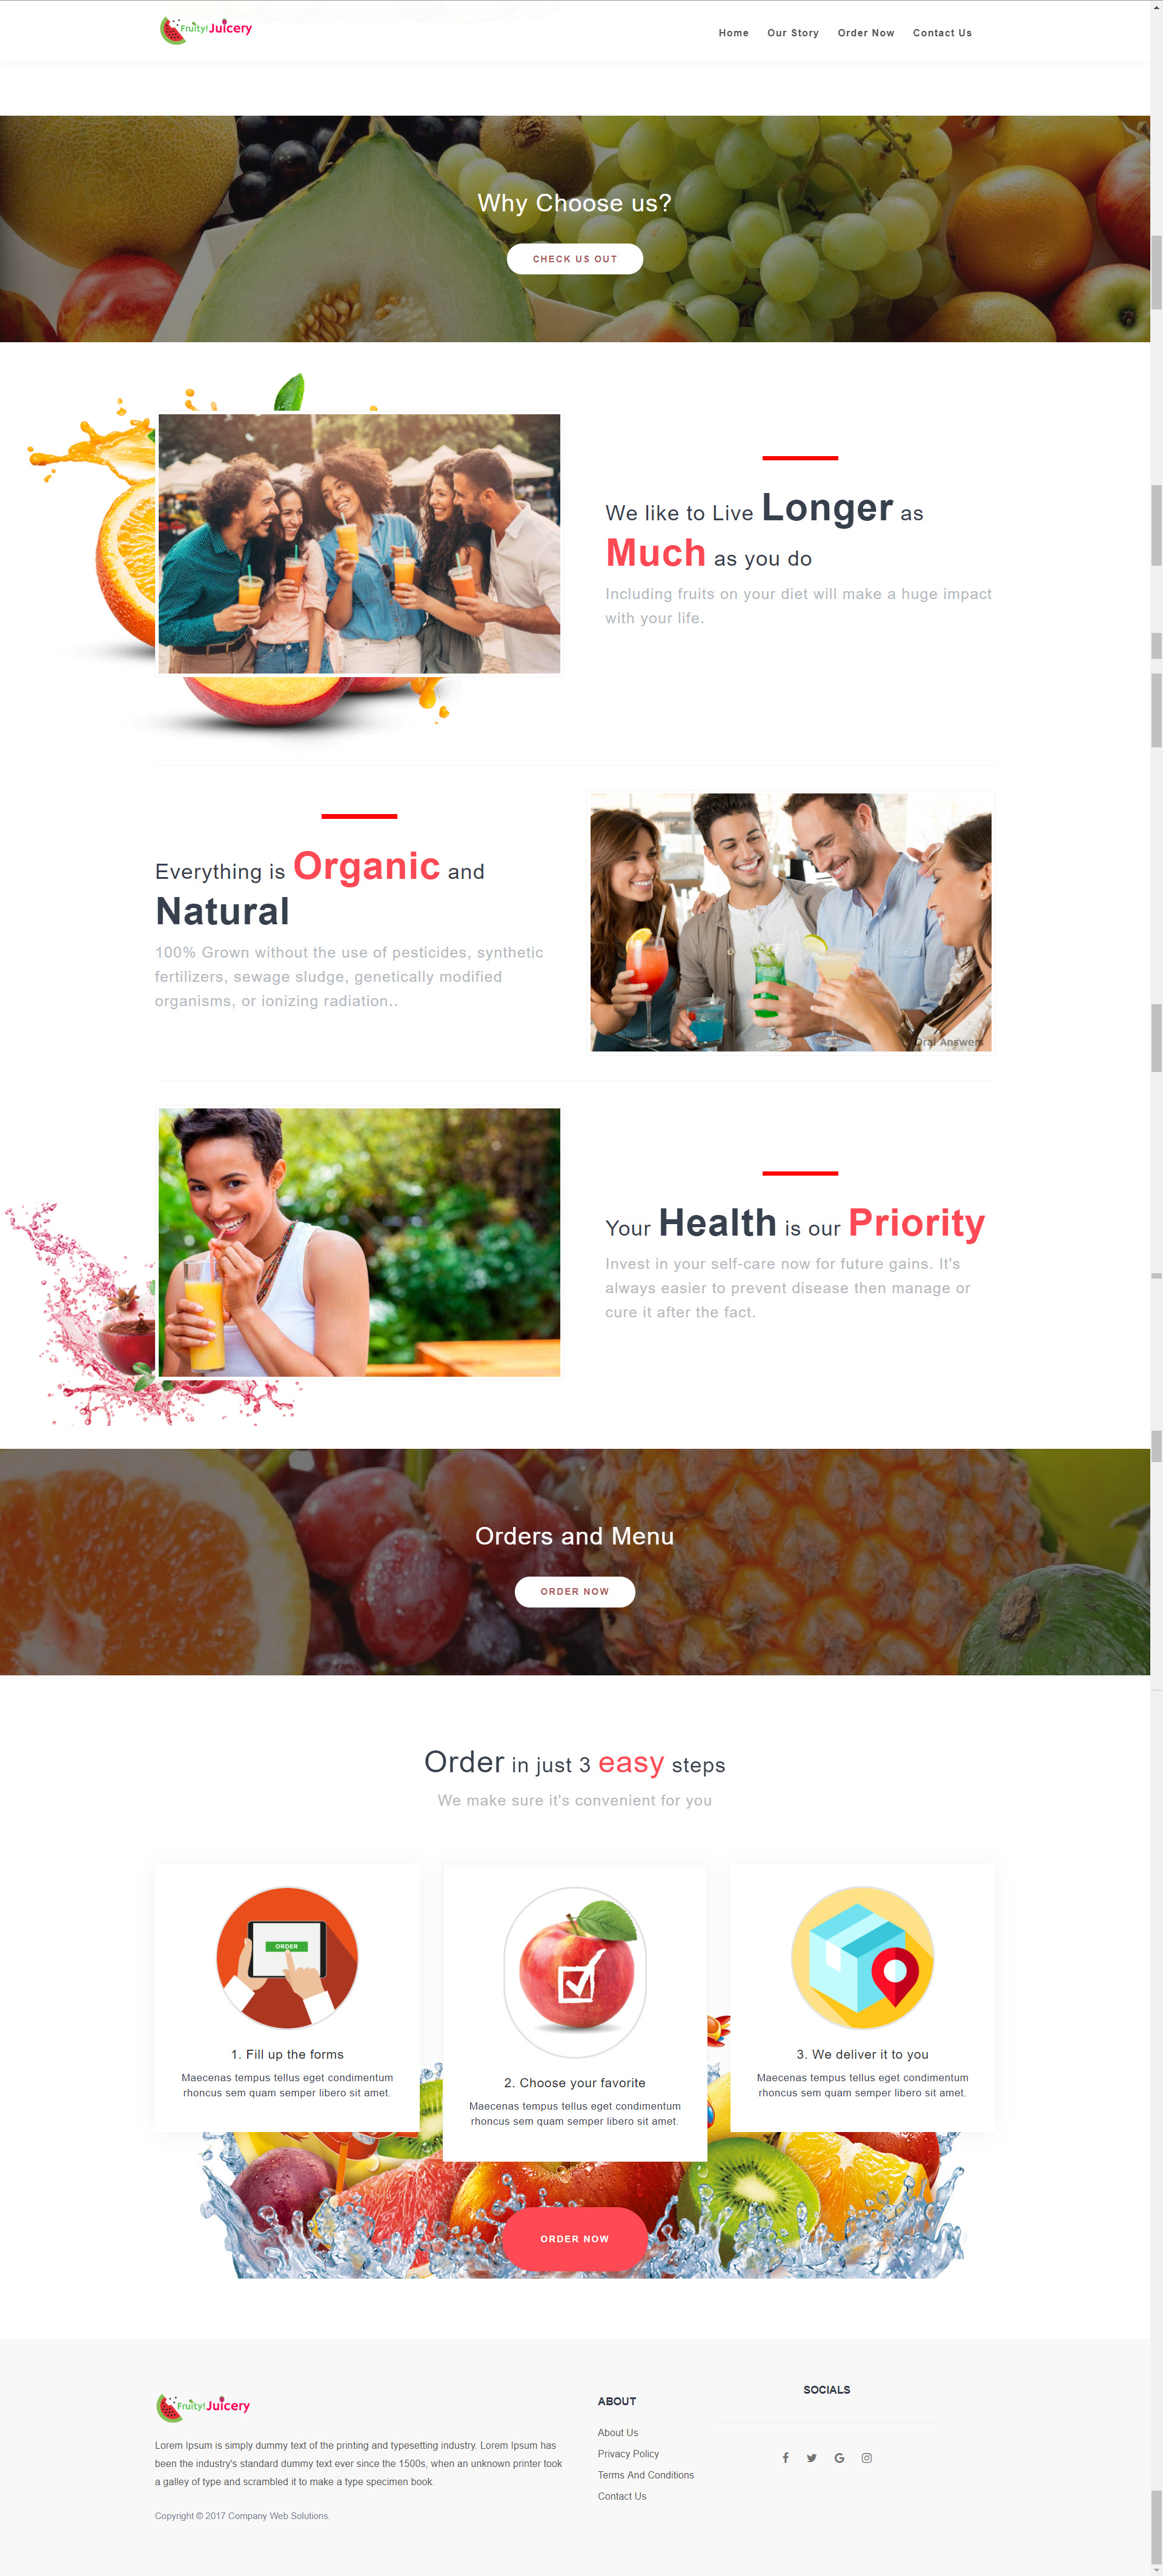 Fruity! Juicery
Home Our Story Order Now Contact Us
Why Choose us?
CHECK US OUT
We like to Live Longer as
Much as you do
Including fruits on your diet will make a huge impact
with your life.
Everything is Organic and
Natural
100% Grown without the use of pesticides, synthetic
fertilizers, sewage sludge, genetically modified
organisms, or ionizing radiation..
Oral Answers
Your Health is our Priority
Invest in your self-care now for future gains. It's
always easier to prevent disease then manage or
cure it after the fact.
Orders and Menu
ORDER NOW
Order in just 3 easy steps
We make sure it's convenient for you
ORDER
1. Fill up the forms
Maecenas tempus tellus eget condimentum
rhoncus sem quam semper libero sit amet.
2. Choose your favorite
Maecenas tempus tellus eget condimentum
rhoncus sem quam semper libero sit amet.
3. We deliver it to you
Maecenas tempus tellus eget condimentum
rhoncus sem quam semper libero sit amet.
ORDER NOW
Fruity! Juicery
Lorem Ipsum is simply dummy text of the printing and typesetting industry. Lorem Ipsum has
been the industry's standard dummy text ever since the 1500s, when an unknown printer took
a galley of type and scrambled it to make a type specimen book.
Copyright © 2017 Company Web Solutions.
ABOUT
About Us
Privacy Policy
Terms And Conditions
Contact Us
SOCIALS